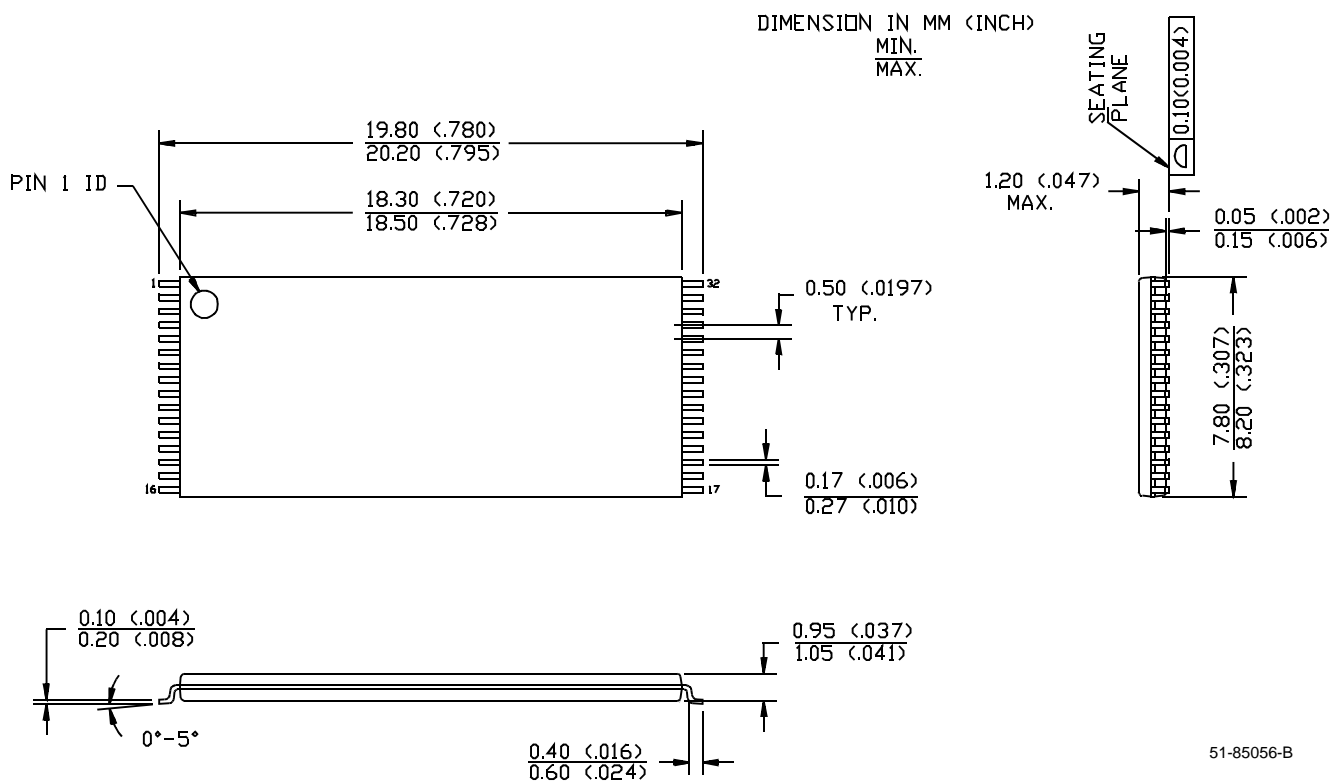 DIMENSION IN MM (INCH)
MIN.
MAX.
SEATING
PLANE
0.10(0.004)
19.80 (.780)
20.20 (.795)
PIN 1 ID
18.30 (.720)
18.50 (.728)
1.20 (.047)
MAX.
0.05 (.002)
0.15 (.006)
1
32
0.50 (.0197)
TYP.
7.80 (.307)
8.20 (.323)
16
17
0.17 (.006)
0.27 (.010)
0.10 (.004)
0.20 (.008)
0.95 (.037)
1.05 (.041)
0°-5°
0.40 (.016)
0.60 (.024)
51-85056-B